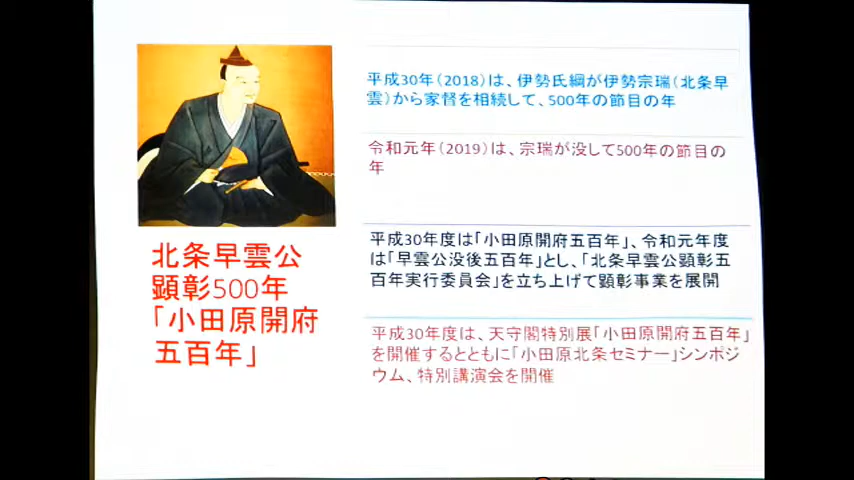 北条早雲公
顕彰500年
「小田原開府
五百年」
平成30年（2018）は、伊勢氏綱が伊勢宗瑞（北条早
雲）から家督を相続して、500年の節目の年
令和元年（2019）は、宗瑞が没して500年の節目の
年
平成30年度は「小田原開府五百年」、令和元年度
は「早雲公没後五百年」とし、「北条早雲公顕彰五
百年実行委員会」を立ち上げて顕彰事業を展開
平成30年度は、天守閣特別展「小田原開府五百年」
を開催するとともに「小田原北条セミナー」シンポジ
ウム、特別講演会を開催